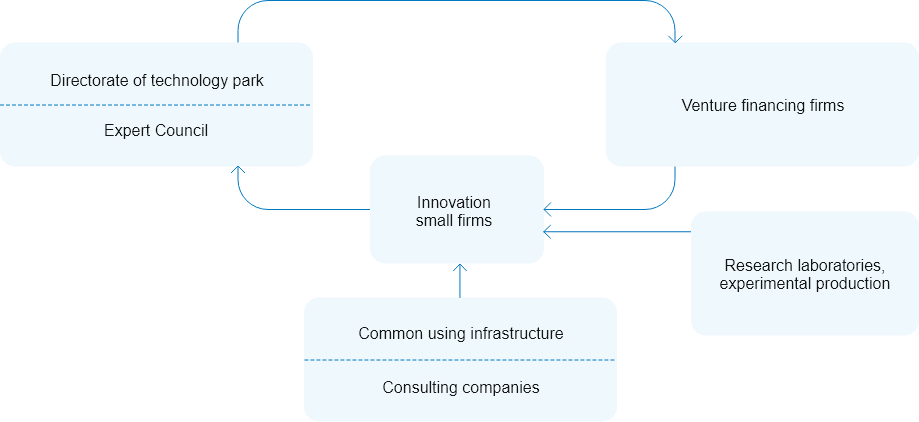 Directorate of technology park
Expert Council
Venture financing firms
Innovation
small firms
Research laboratories,
experimental production
Common using infrastructure
Consulting companies